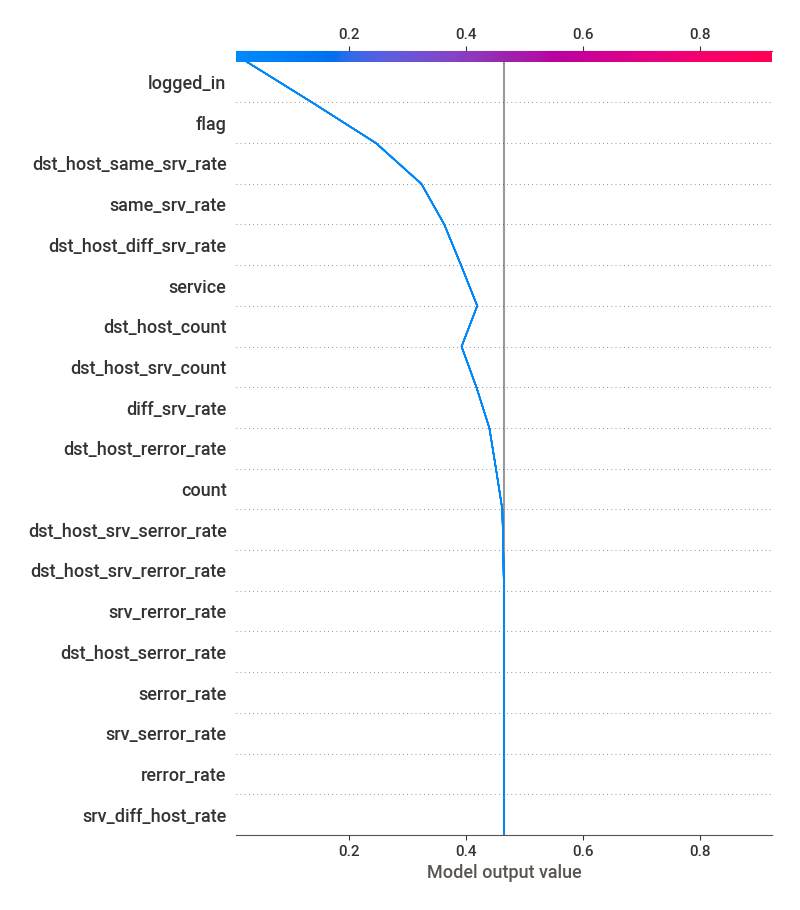 0.2 0.4 0.6 0.8
logged_in
flag
dst_host_same_srv_rate
same_srv_rate
dst_host_diff_srv_rate
service
dst_host_count
dst_host_srv_count
diff_srv_rate
dst_host_rerror_rate
count
dst_host_srv_serror_rate
dst_host_srv_rerror_rate
srv_rerror_rate
dst_host_serror_rate
serror_rate
srv_serror_rate
rerror_rate
srv_diff_host_rate
0.2 0.4 0.6 0.8
Model output value